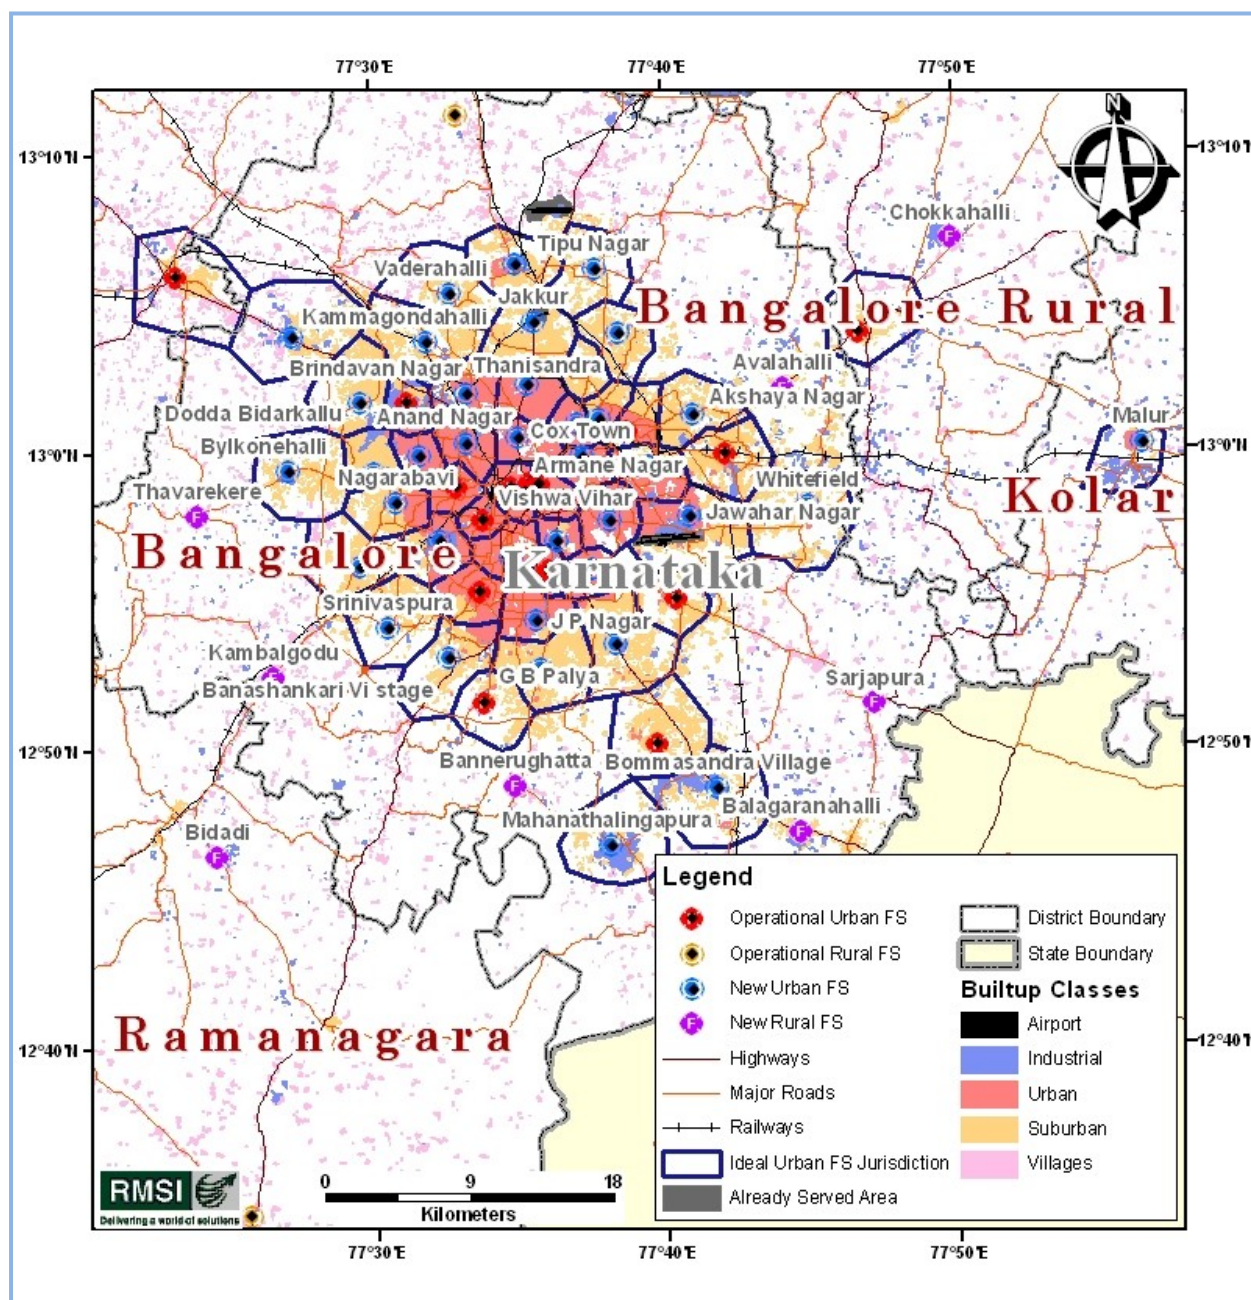 77°30'E 77°40'E 77°50'E
N
13°10'N 13°10'N
Chokkahalli
Tipu Nagar
Vaderahalli
Jakkur
Bangalore Rural
Kammagondahalli
Avalahalli
Brindavan Nagar Thanisandra
Akshaya Nagar
Dodda Bidarkallu Anand Nagar Malur
Cox Town
Bylkonehalli
13°0'N 13°0'N
Nagarabavi Armane Nagar Whitefield
Thavarekere Vishwa Vihar Kolar
Jawahar Nagar
Bangalore
Karnataka
Srinivaspura
J P Nagar
Kambalgodu
G B Palya Sarjapura
Banashankari Vi stage
12°50'N 12°50'N
Bannerughatta Bommasandra Village
Balagaranahalli
Mahanathalingapura
Bidadi
F F F F F F F
Legend
Operational Urban FS District Boundary
Operational Rural FS State Boundary
New Urban FS Builtup Classes
New Rural FS Airport
12°40'N 12°40'N
Ramanagara
Highways Industrial
Major Roads Urban
Railways Suburban
Ideal Urban FS Jurisdiction Villages
Already Served Area
RMSI
Delivering a world of solutions
0 9 18
Kilometers
77°30'E 77°40'E 77°50'E